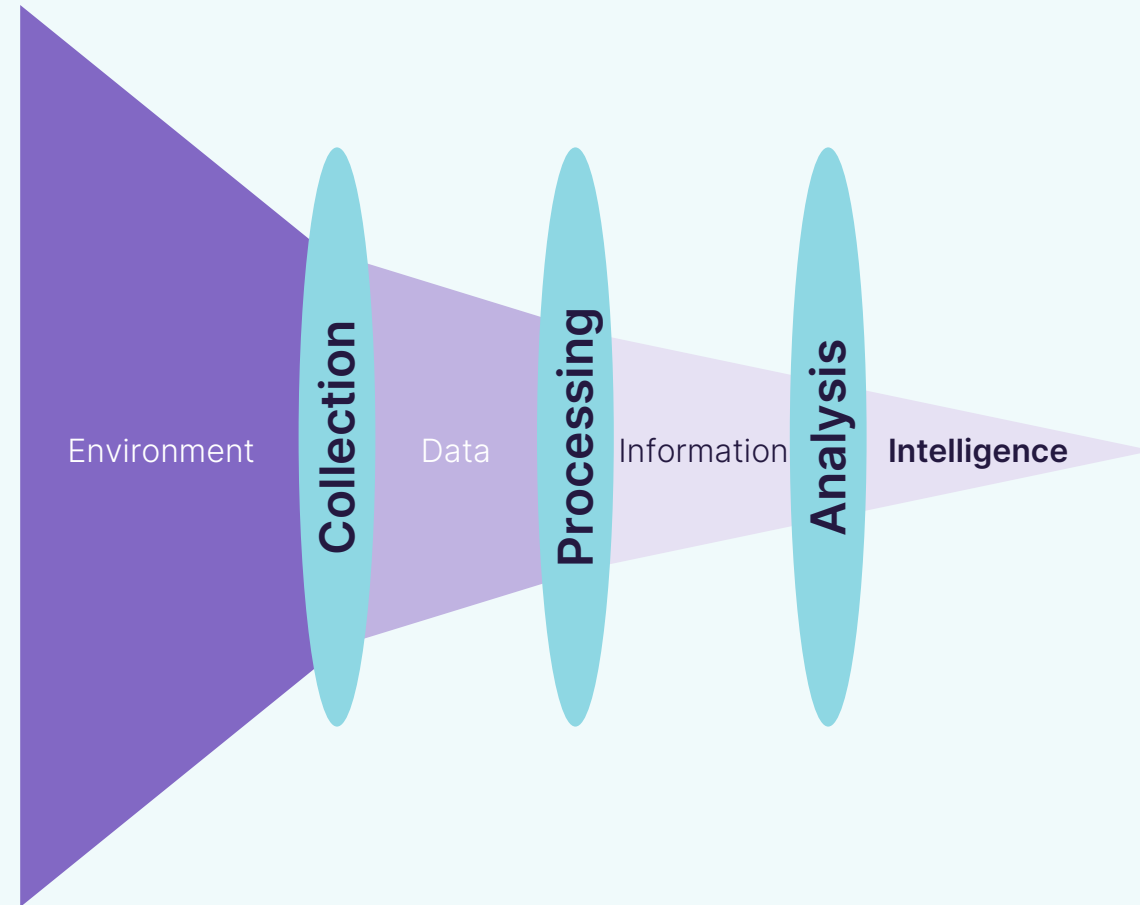 Environment
Collection
Data
Processing
Information
Analysis
Intelligence